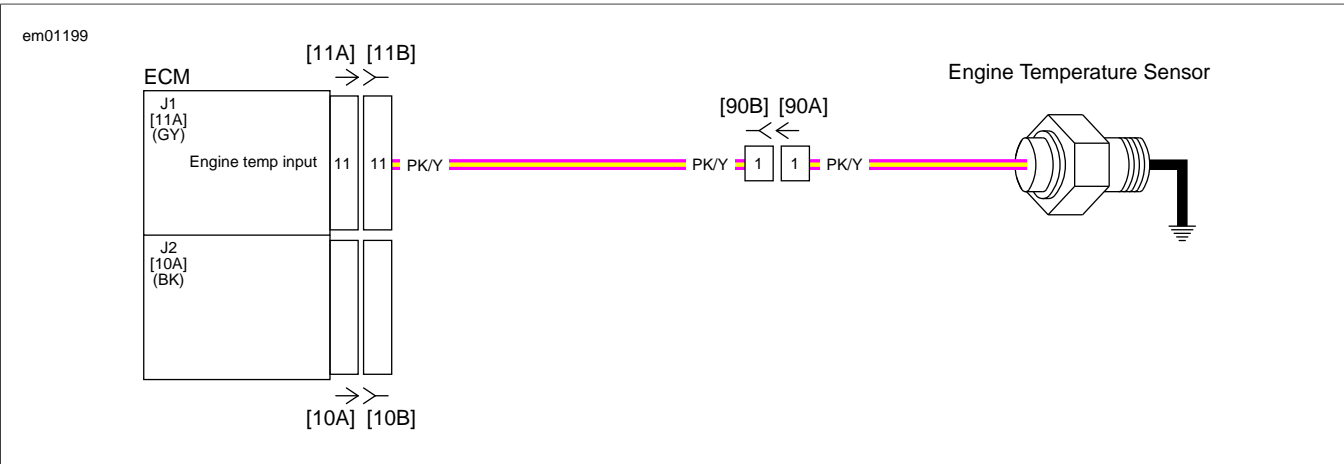 em01199
[11A] [11B]
ECM
Engine Temperature Sensor
J1
[11A]
(GY)
[90B] [90A]
Engine temp input 11 11 PK/Y PK/Y 1 1 PK/Y
J2
[10A]
(BK)
[10A] [10B]